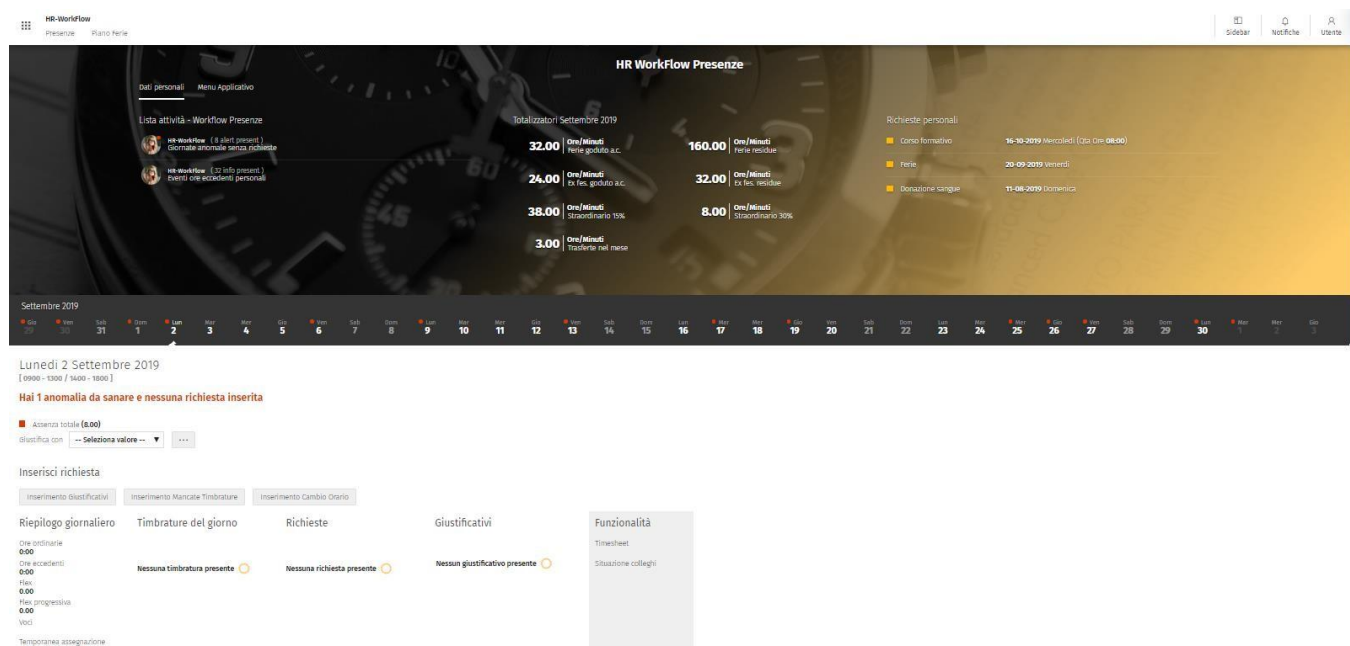 HR-WorkFlow
Presenze Piano Ferie
Sidebar Notifiche Utente
HR WorkFlow Presenze
Dati personali Menu Applicativo
Lista attività - Workflow Presenze
HR-Workflow ( 8 alert present.)
Giornate anomale senza richieste
HR-Workflow ( 32 info present.)
Eventi ore eccedenti personali
Totalizzatori Settembre 2019
32.00 Ore/Minuti
Ferie goduto a.c.
160.00 Ore/Minuti
Ferie residue
24.00 Ore/Minuti
Ex fes. goduto a.c.
32.00 Ore/Minuti
Ex fes. residue
38.00 Ore/Minuti
Straordinario 15%
8.00 Ore/Minuti
Straordinario 30%
3.00 Ore/Minuti
Trasferte nel mese
Richieste personali
Corso formativo 16-10-2019 Mercoledì (Qta Ore 08:00)
Ferie 20-09-2019 Venerdì
Donazione sangue 11-08-2019 Domenica
Settembre 2019
Gio Ven Sab Dom Lun Mar Mer Gio Ven Sab Dom Lun Mar Mer Gio Ven Sab Dom Lun Mar Mer Gio Ven Sab Dom Lun Mar Mer Gio Ven Sab Dom Lun Mar Mer Gio
29 30 31 1 2 3 4 5 6 7 8 9 10 11 12 13 14 15 16 17 18 19 20 21 22 23 24 25 26 27 28 29 30 1 2 3
Lunedì 2 Settembre 2019
[ 0900 - 1300 / 1400 - 1800 ]
Hai 1 anomalia da sanare e nessuna richiesta inserita
Assenza totale (8.00)
Giustifica con -- Seleziona valore -- ▼ ...
Inserisci richiesta
Inserimento Giustificativi Inserimento Mancate Timbrature Inserimento Cambio Orario
Riepilogo giornaliero Timbrature del giorno Richieste Giustificativi Funzionalità
Ore ordinarie
0:00
Ore eccedenti
0:00
Flex
0.00
Flex progressiva
0.00
Voci
Temporanea assegnazione
Nessuna timbratura presente
Nessuna richiesta presente
Nessun giustificativo presente
Timesheet
Situazione colleghi